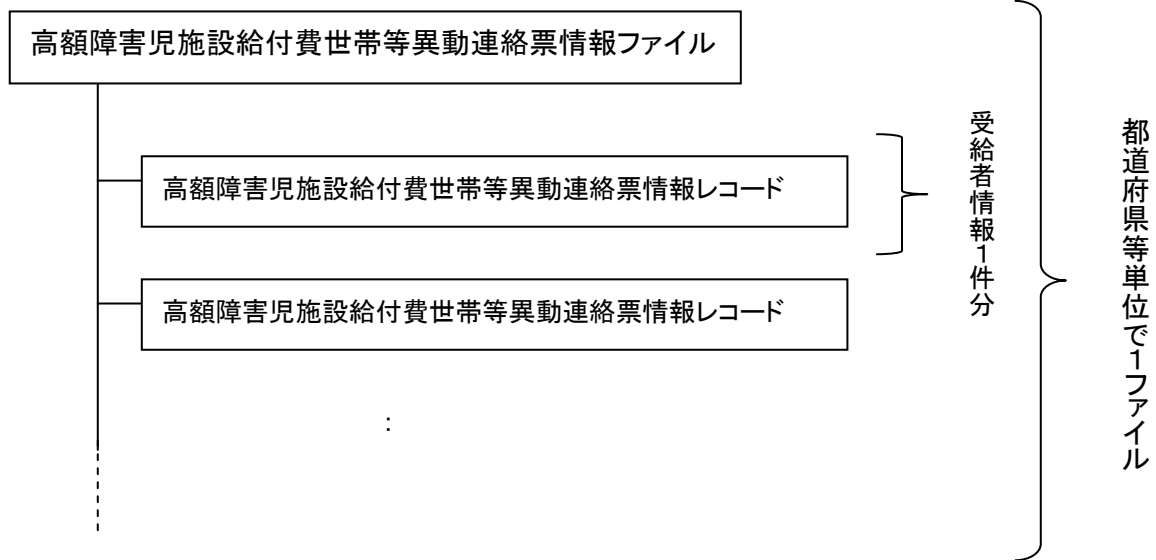 高額障害児施設給付費世帯等異動連絡票情報ファイル
高額障害児施設給付費世帯等異動連絡票情報レコード
高額障害児施設給付費世帯等異動連絡票情報レコード
:
受給者情報1件分
都道府県等単位で1ファイル